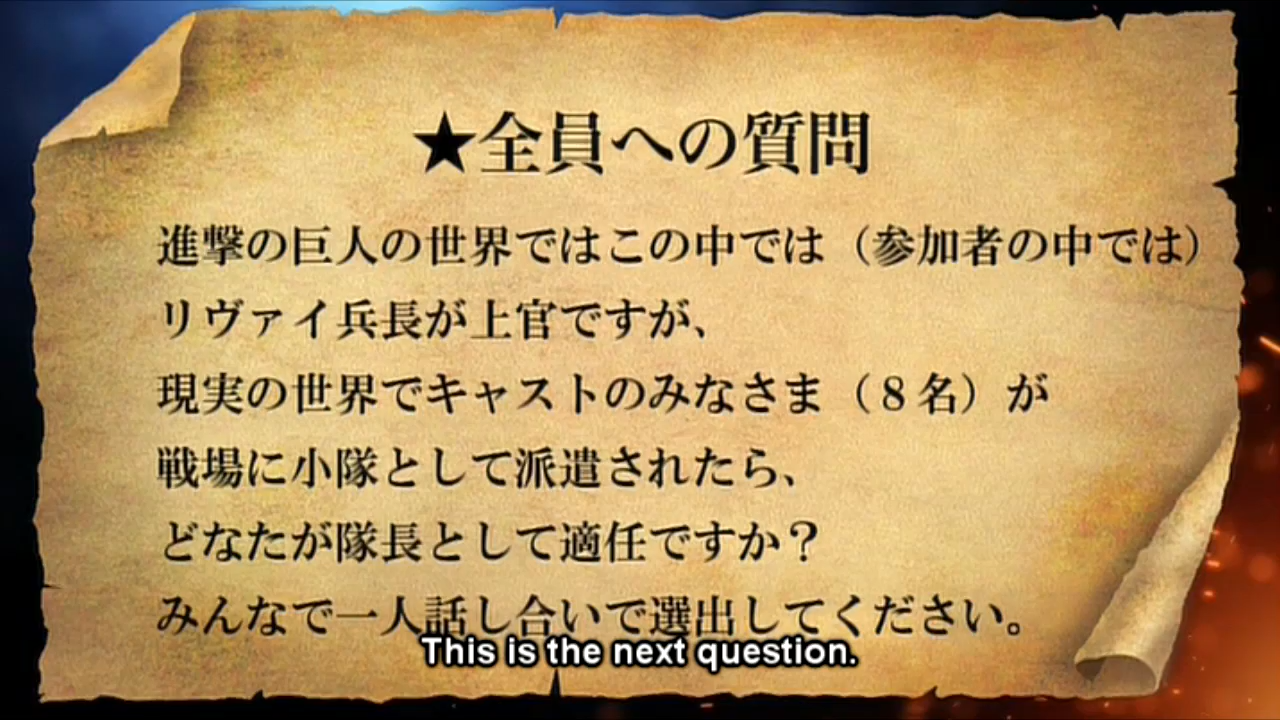 ★全員への質問
進撃の巨人の世界ではこの中では（参加者の中では）
リヴァイ兵長が上官ですが、
現実の世界でキャストのみなさま（８名）が
戦場に小隊として派遣されたら、
どなたが隊長として適任ですか？
みんなで一人話し合いで選出してください。
This is the next question.